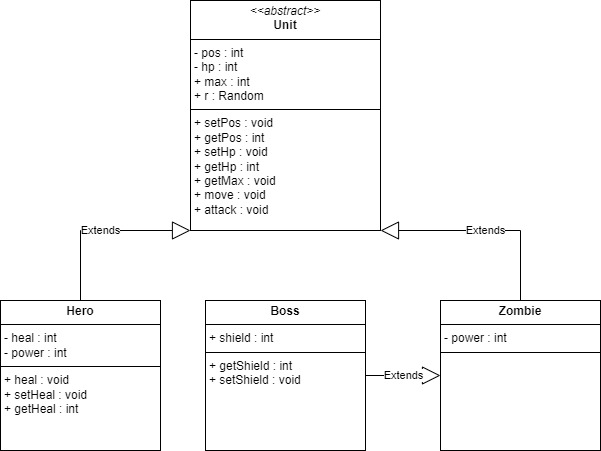 <<abstract>>
Unit
- pos : int
- hp : int
+ max : int
+ r : Random
+ setPos : void
+ getPos : int
+ setHp : void
+ getHp : int
+ getMax : void
+ move : void
+ attack : void
Extends
Extends
Hero
- heal : int
- power : int
+ heal : void
+ setHeal : void
+ getHeal : int
Boss
+ shield : int
+ getShield : int
+ setShield : void
Extends
Zombie
- power : int